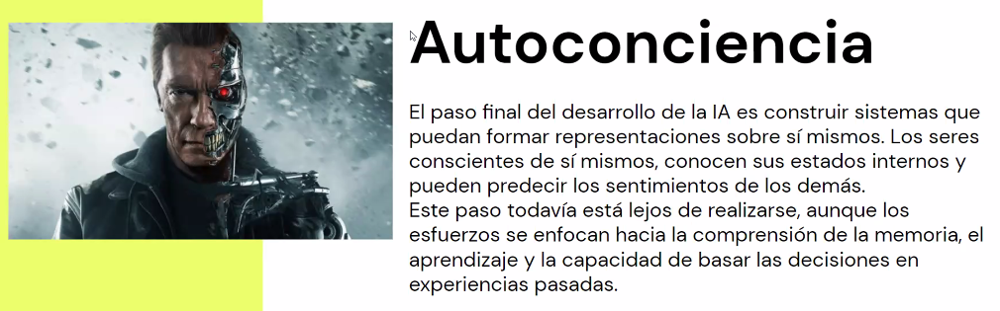 Autoconciencia
El paso final del desarrollo de la IA es construir sistemas que
puedan formar representaciones sobre sí mismos. Los seres
conscientes de sí mismos, conocen sus estados internos y
pueden predecir los sentimientos de los demás.
Este paso todavía está lejos de realizarse, aunque los
esfuerzos se enfocan hacia la comprensión de la memoria, el
aprendizaje y la capacidad de basar las decisiones en
experiencias pasadas.